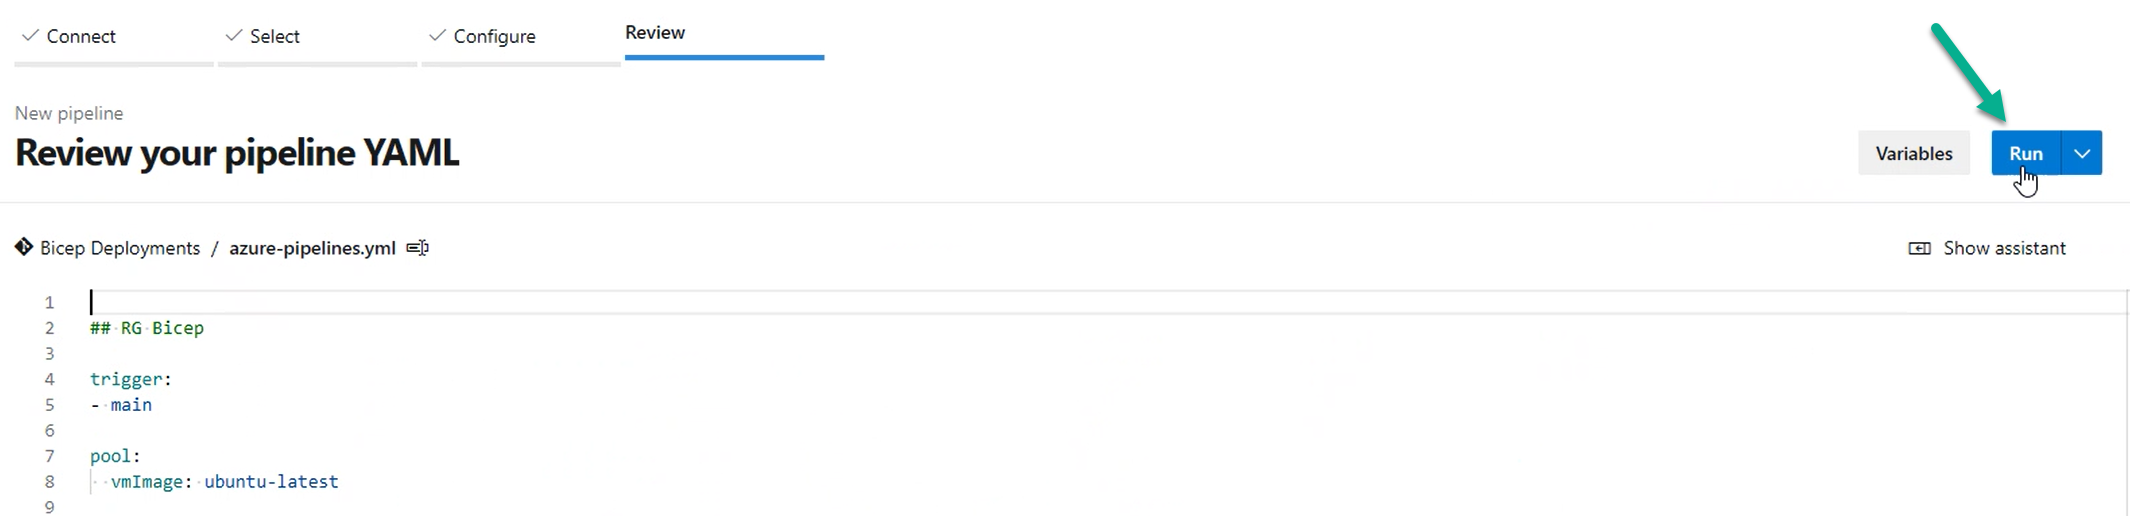 Connect Select Configure Review
New pipeline
Review your pipeline YAML
Variables Run
Bicep Deployments / azure-pipelines.yml Show assistant
1
2 ## RG Bicep
3
4 trigger:
5 - main
6
7 pool:
8 vmImage: ubuntu-latest
9